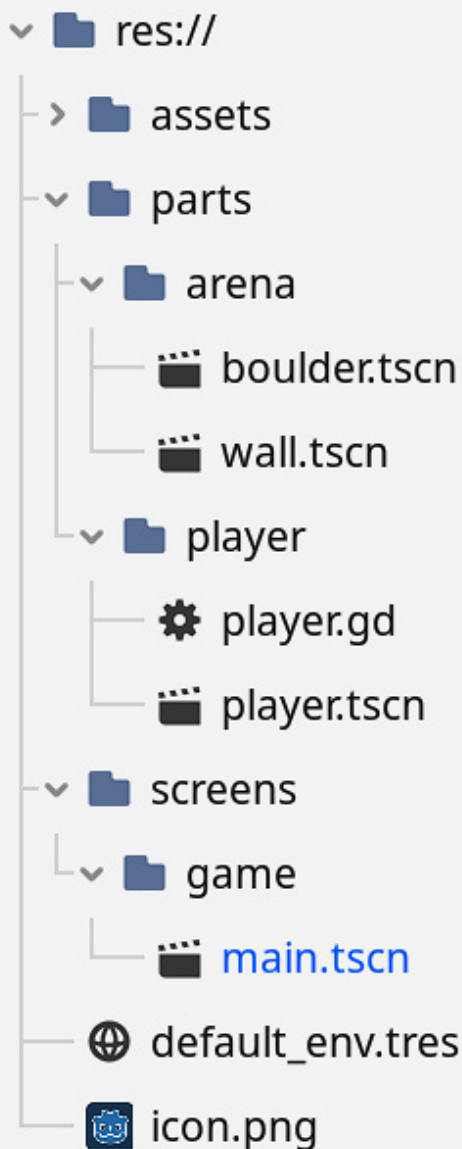 res://
assets
parts
arena
boulder.tscn
wall.tscn
player
player.gd
player.tscn
screens
game
main.tscn
default_env.tres
icon.png